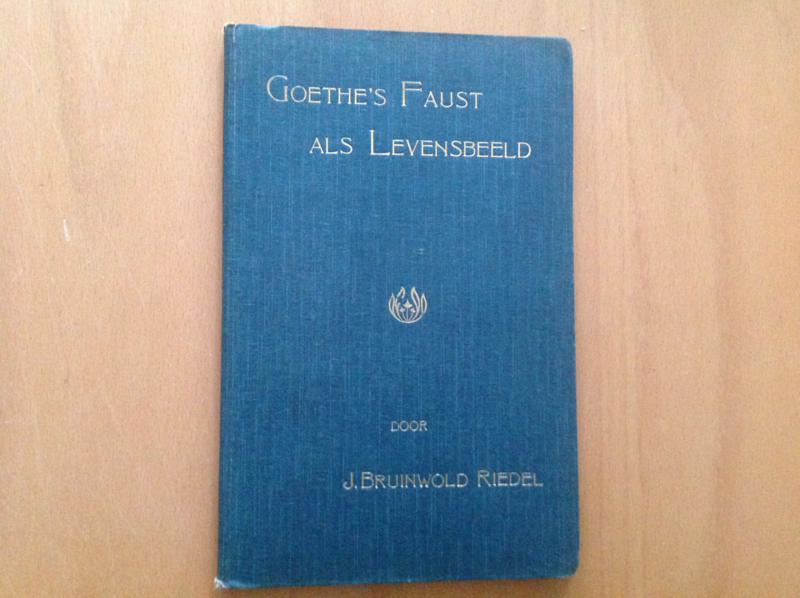 GOETHE'S FAUST
ALS LEVENSBEELD
DOOR
J. BRUINWOLD RIEDEL